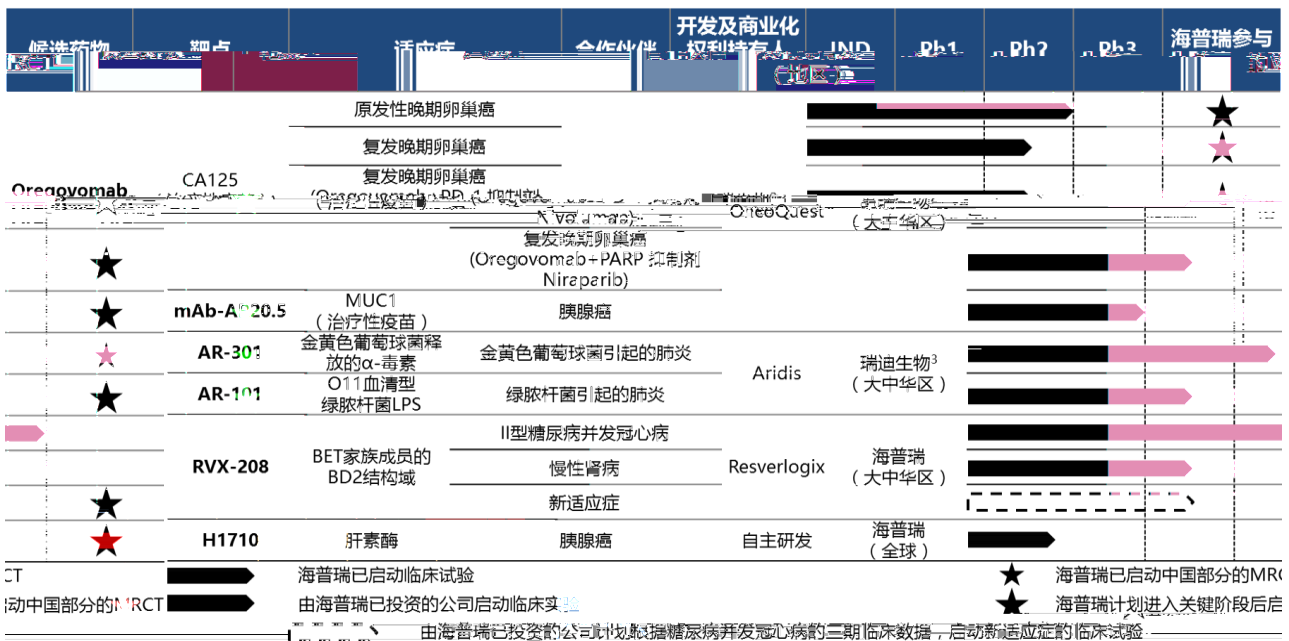 开发及商业化
候选药物 靶点 适应症 合作伙伴 权利持有人 IND Ph1 Ph2 Ph3 海普瑞参与
（地区）
原发性晚期卵巢癌
复发晚期卵巢癌
CA125 复发晚期卵巢癌
Oregovomab
OncoQuest
（大中华区）
复发晚期卵巢癌
(Oregovomab+PARP 抑制剂
Niraparib)
MUC1
（治疗性疫苗）
胰腺癌
AR-301
金黄色葡萄球菌释
放的α-毒素
金黄色葡萄球菌引起的肺炎
Aridis
瑞迪生物3
（大中华区）
AR-101
O11血清型
绿脓杆菌LPS
绿脓杆菌引起的肺炎
RVX-208
BET家族成员的
BD2结构域
II型糖尿病并发冠心病
慢性肾病
新适应症
Resverlogix
海普瑞
（大中华区）
H1710 肝素酶 胰腺癌 自主研发
海普瑞
（全球）
CT 海普瑞已启动临床试验 海普瑞已启动中国部分的MRC
动中国部分的MRCT 由海普瑞已投资的公司启动临床实 海普瑞计划进入关键阶段后启
由海普瑞已投资的公司计划根据糖尿病并发冠心病的三期临床数据，启动新适应症的临床试验